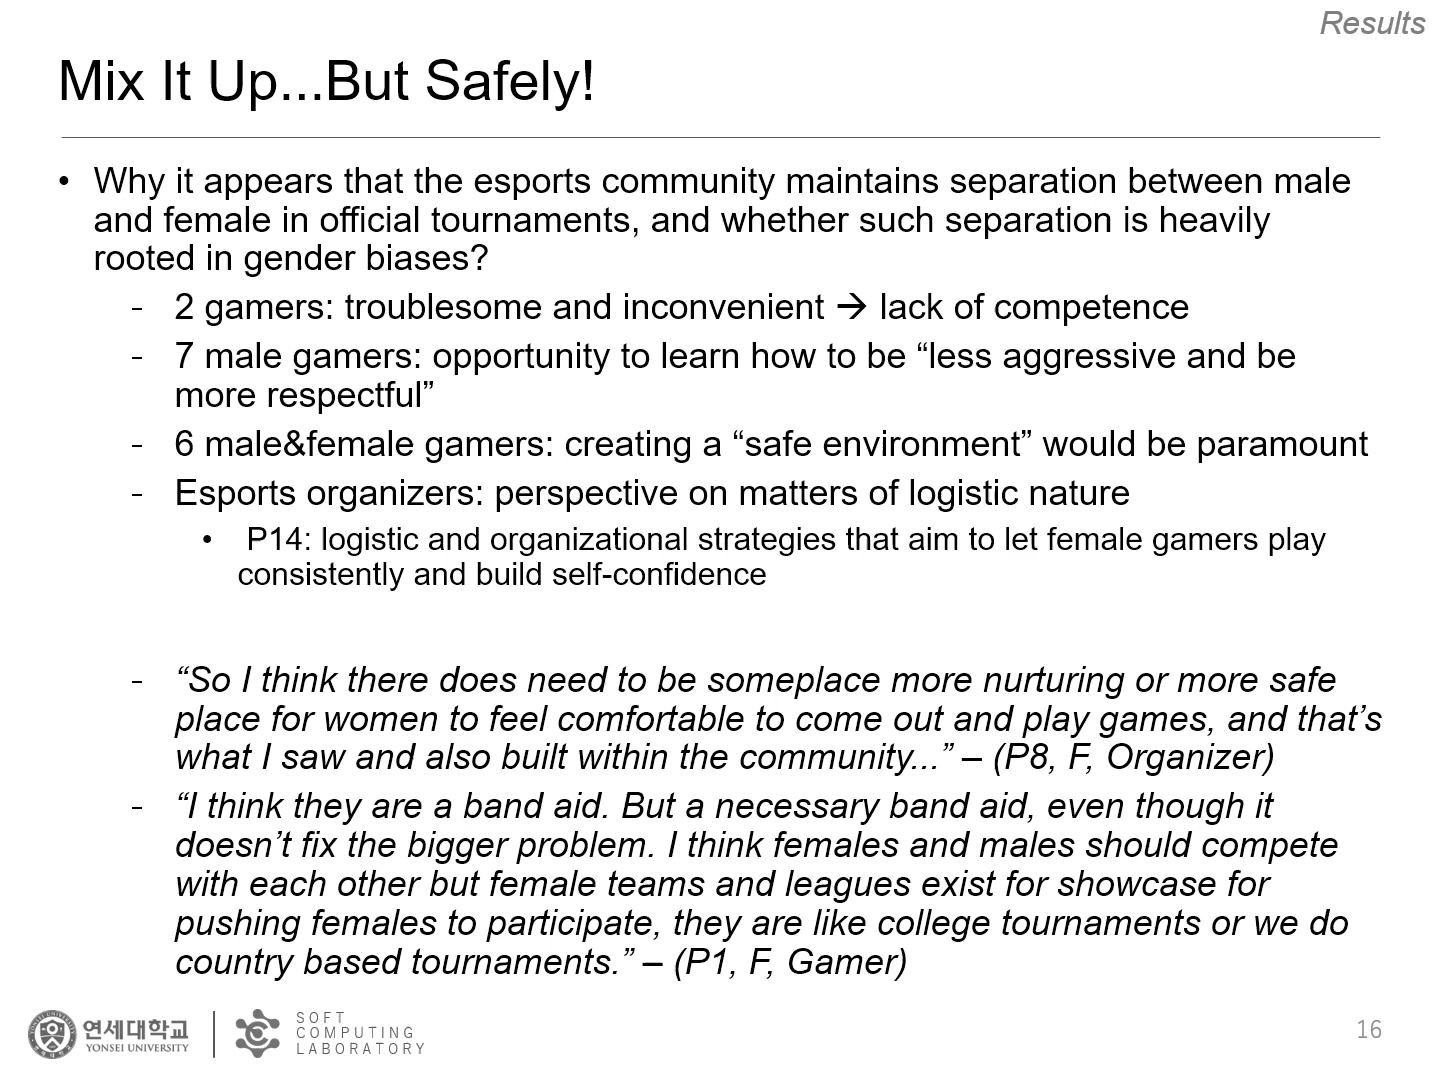 Results
Mix It Up...But Safely!
• Why it appears that the esports community maintains separation between male
and female in official tournaments, and whether such separation is heavily
rooted in gender biases?
- 2 gamers: troublesome and inconvenient → lack of competence
- 7 male gamers: opportunity to learn how to be “less aggressive and be
more respectful”
- 6 male&female gamers: creating a “safe environment” would be paramount
- Esports organizers: perspective on matters of logistic nature
• P14: logistic and organizational strategies that aim to let female gamers play
consistently and build self-confidence
- “So I think there does need to be someplace more nurturing or more safe
place for women to feel comfortable to come out and play games, and that’s
what I saw and also built within the community...” – (P8, F, Organizer)
- “I think they are a band aid. But a necessary band aid, even though it
doesn’t fix the bigger problem. I think females and males should compete
with each other but female teams and leagues exist for showcase for
pushing females to participate, they are like college tournaments or we do
country based tournaments.” – (P1, F, Gamer)
연세대학교
YONSEI UNIVERSITY
SOFT
COMPUTING
LABORATORY
16